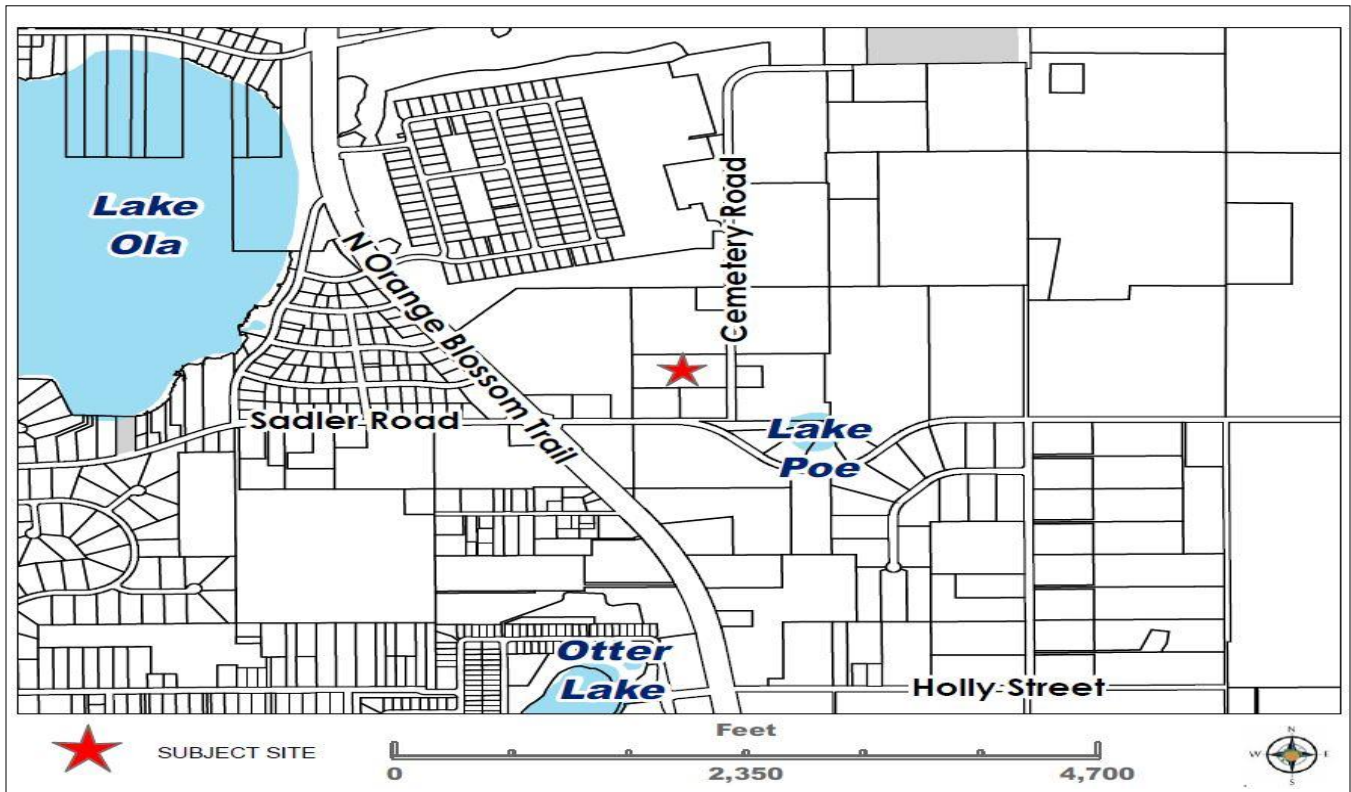 Lake
Ola
N Orange Blossom Trail
Cemetery Road
Sadler Road
Lake
Poe
Otter
Lake
Holly Street
SUBJECT SITE
Feet
0 2,350 4,700
N
W E
S